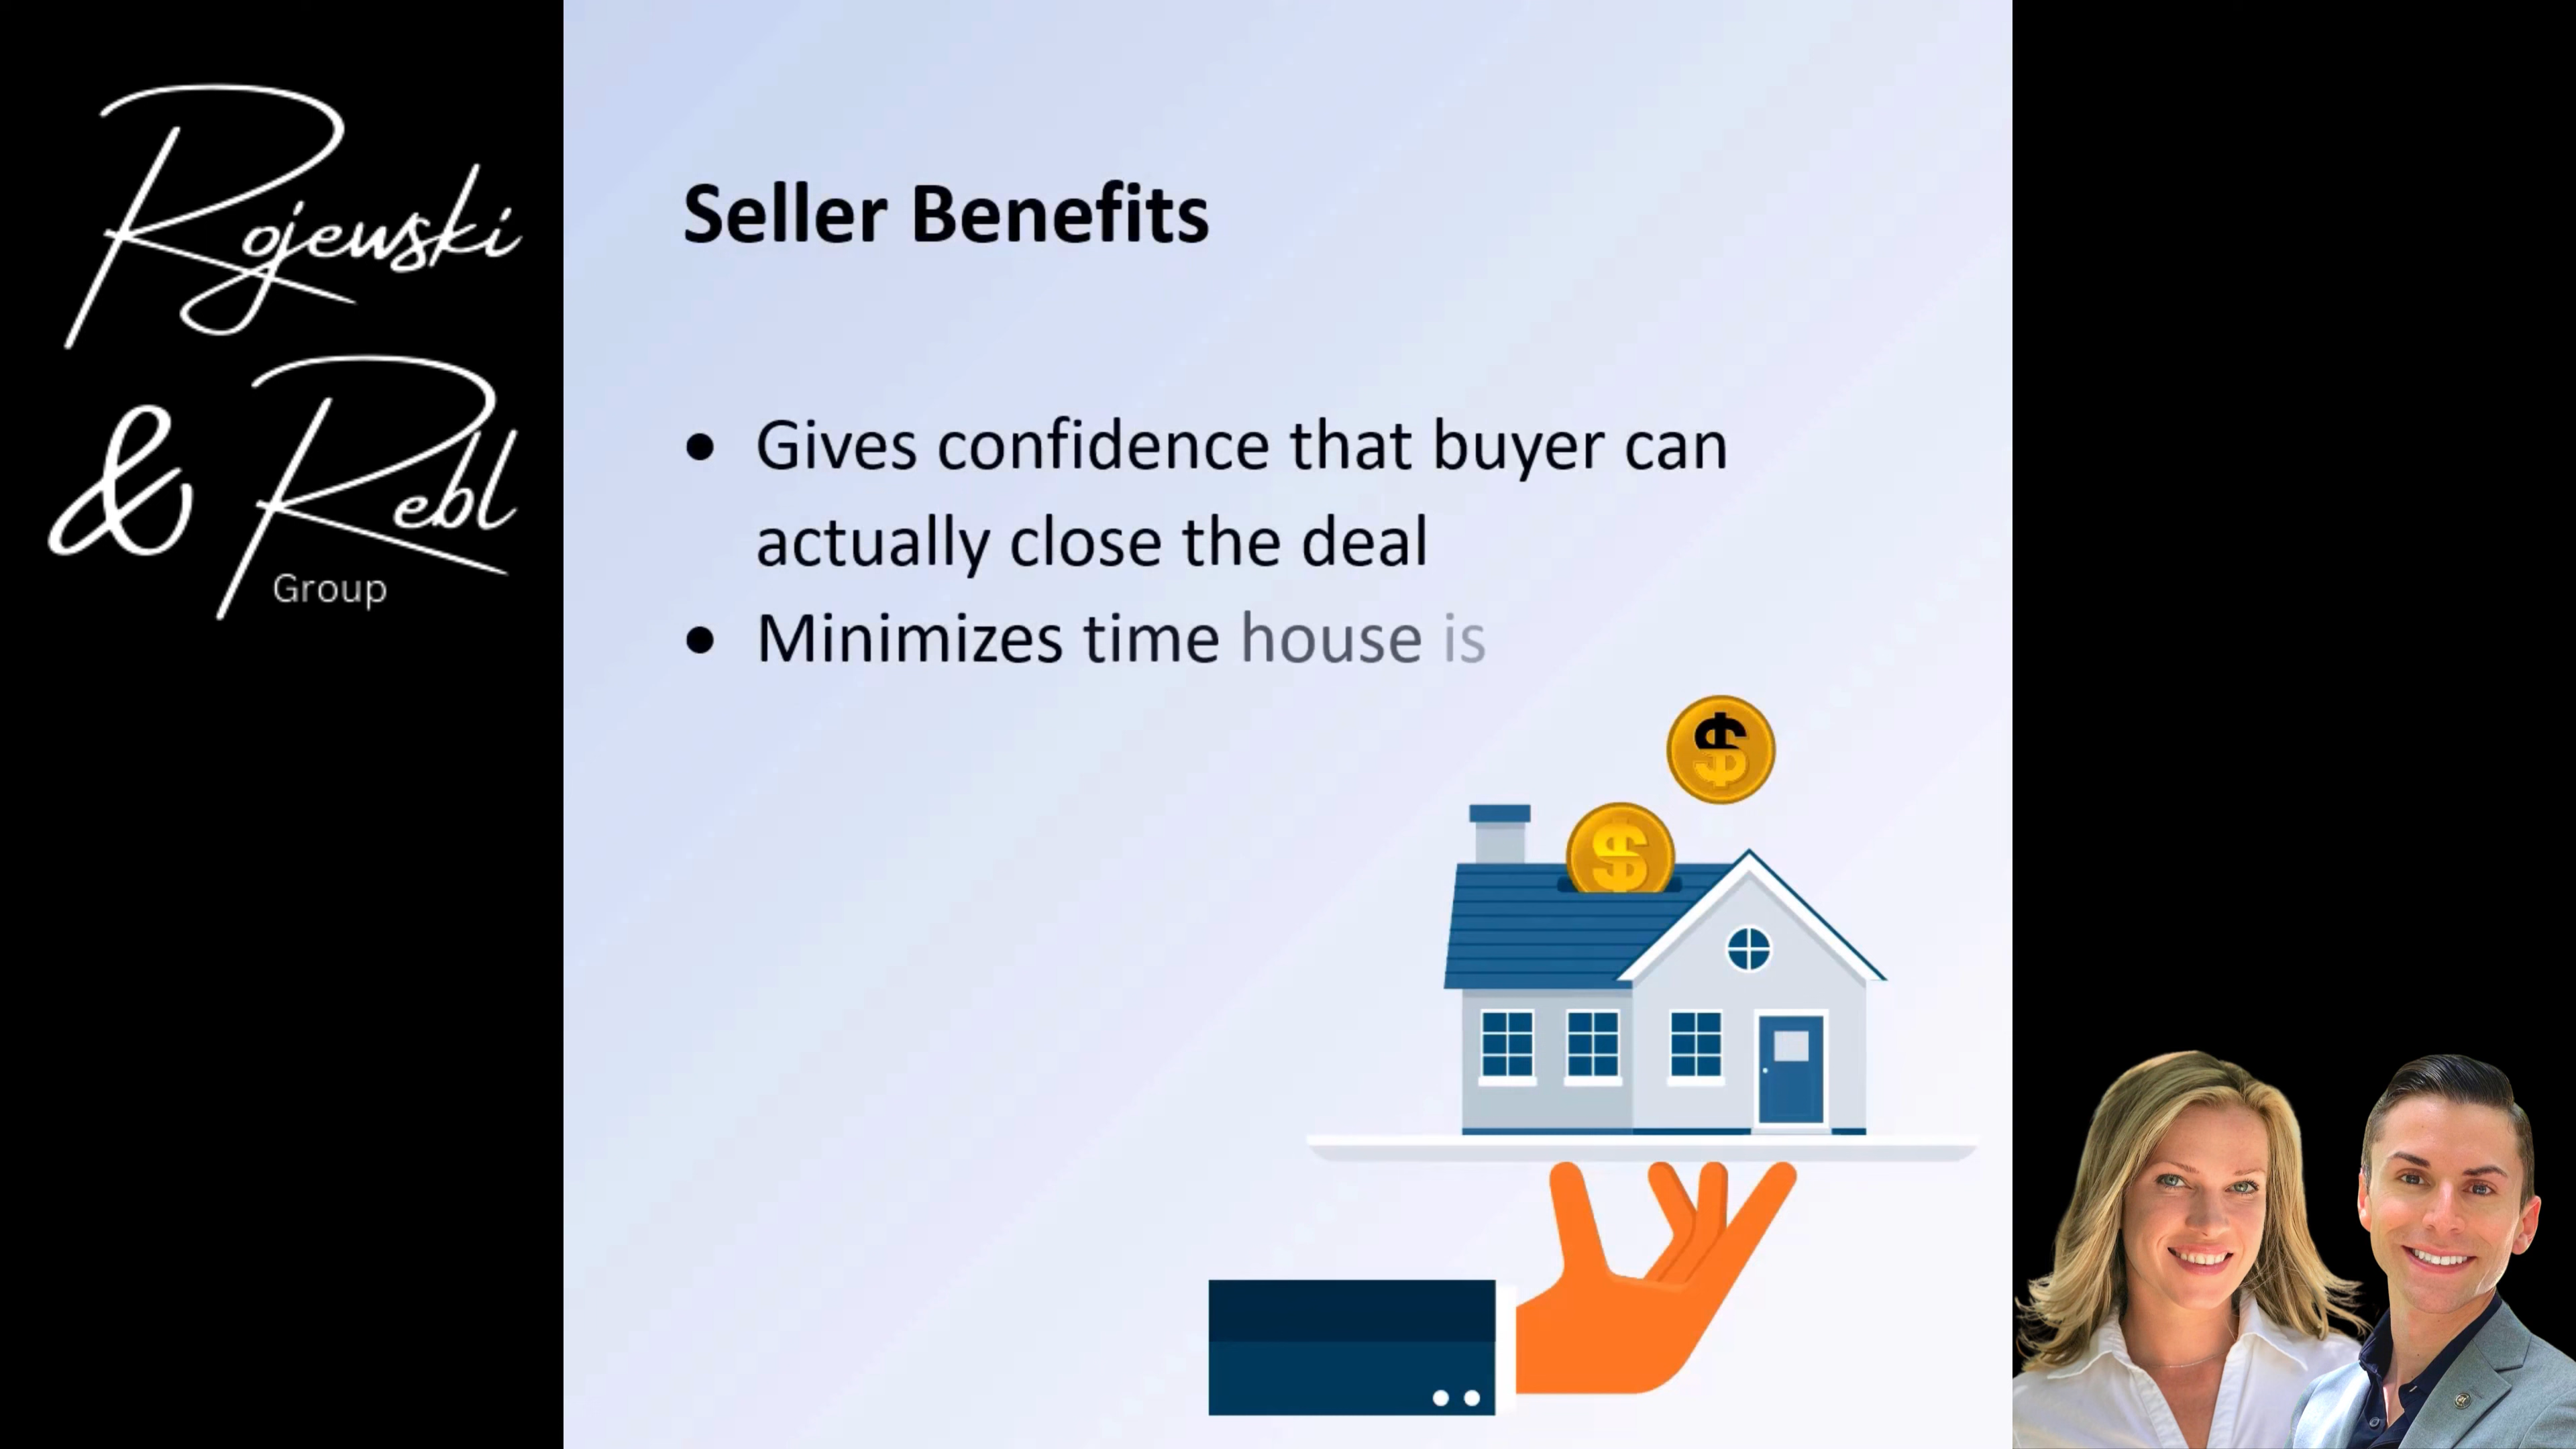 Rojewski
& Rebl
Group
Seller Benefits
• Gives confidence that buyer can
actually close the deal
• Minimizes time house is
$
$